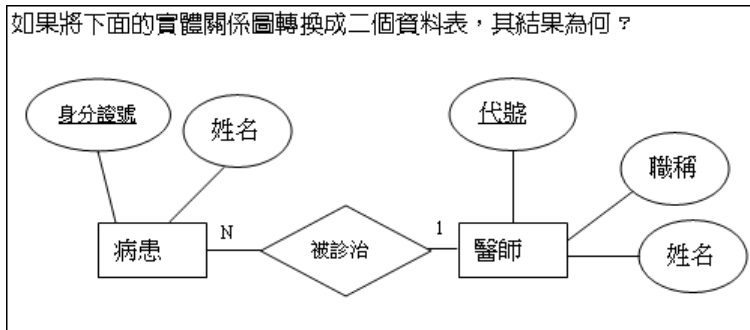 如果將下面的實體關係圖轉換成二個資料表，其結果為何？
身分證號
姓名
代號
職稱
病患
N
被診治
1
醫師
姓名